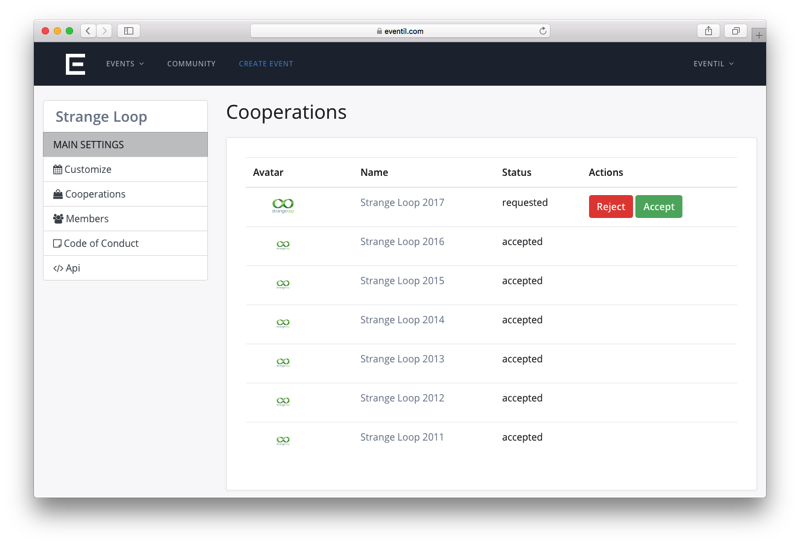 eventil.com
EVENTS COMMUNITY CREATE EVENT EVENTIL
Strange Loop
MAIN SETTINGS
Customize
Cooperations
Members
Code of Conduct
Api
Cooperations
Avatar Name Status Actions
strangeloop Strange Loop 2017 requested Reject Accept
Strange Loop 2016 accepted
Strange Loop 2015 accepted
Strange Loop 2014 accepted
Strange Loop 2013 accepted
Strange Loop 2012 accepted
Strange Loop 2011 accepted